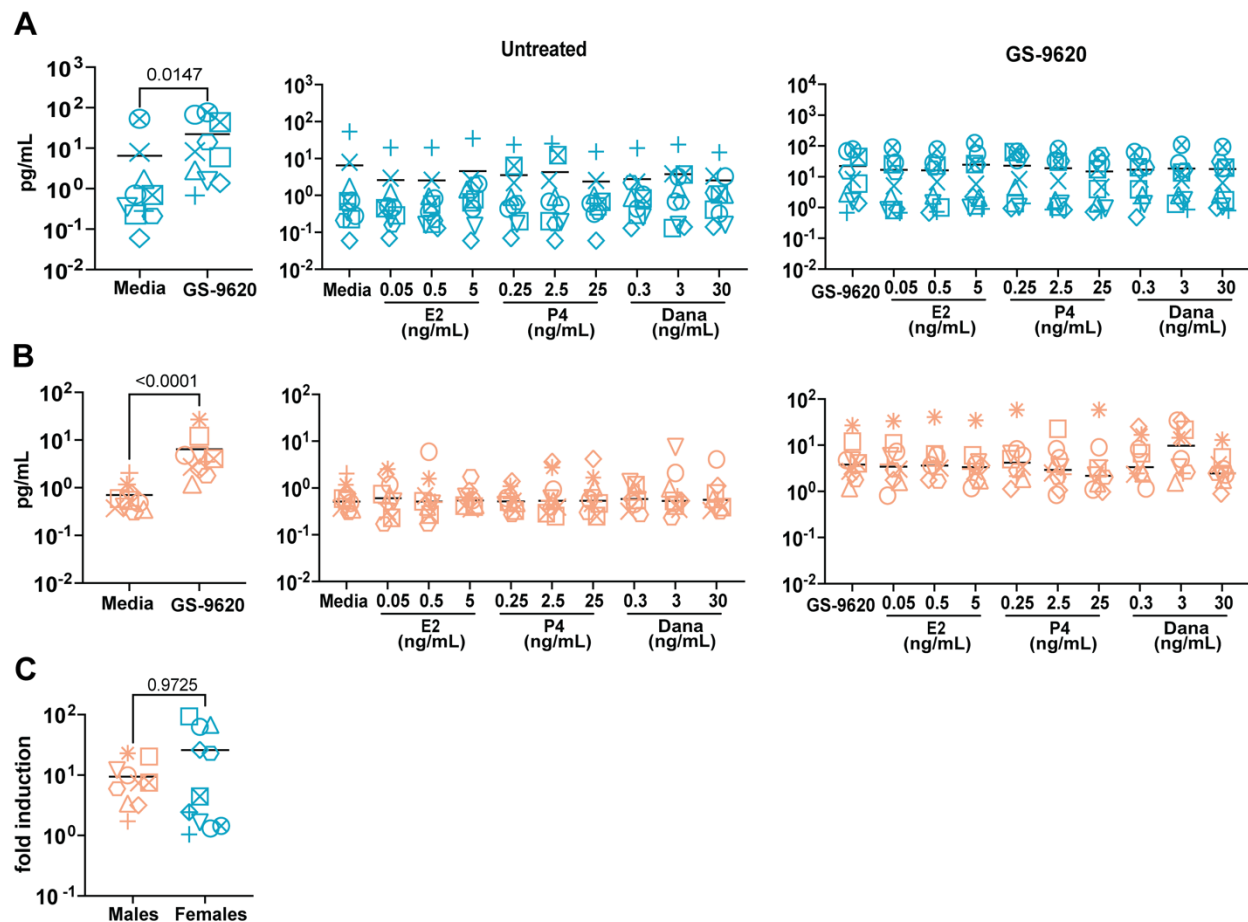 A
Untreated
GS-9620
0.0147
pg/mL
10³
10²
10¹
10⁰
10⁻¹
10⁻²
Media GS-9620
10³
10²
10¹
10⁰
10⁻¹
10⁻²
Media 0.05 0.5 5 0.25 2.5 25 0.3 3 30
E2 P4 Dana
(ng/mL) (ng/mL) (ng/mL)
10⁴
10³
10²
10¹
10⁰
10⁻¹
10⁻²
GS-9620 0.05 0.5 5 0.25 2.5 25 0.3 3 30
E2 P4 Dana
(ng/mL) (ng/mL) (ng/mL)
B
<0.0001
pg/mL
10²
10¹
10⁰
10⁻¹
10⁻²
Media GS-9620
10²
10¹
10⁰
10⁻¹
10⁻²
Media 0.05 0.5 5 0.25 2.5 25 0.3 3 30
E2 P4 Dana
(ng/mL) (ng/mL) (ng/mL)
10²
10¹
10⁰
10⁻¹
10⁻²
GS-9620 0.05 0.5 5 0.25 2.5 25 0.3 3 30
E2 P4 Dana
(ng/mL) (ng/mL) (ng/mL)
C
0.9725
fold induction
10²
10¹
10⁰
10⁻¹
Males Females